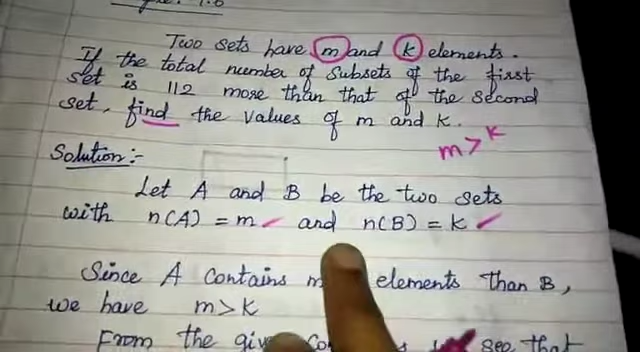 Two sets have m and k elements.
If the total number of subsets of the first
set is 112 more than that of the second
set, find the values of m and k.
m > k
Solution:-
Let A and B be the two sets
with n(A) = m and n(B) = k
Since A contains elements than B,
we have m > k
From the see that